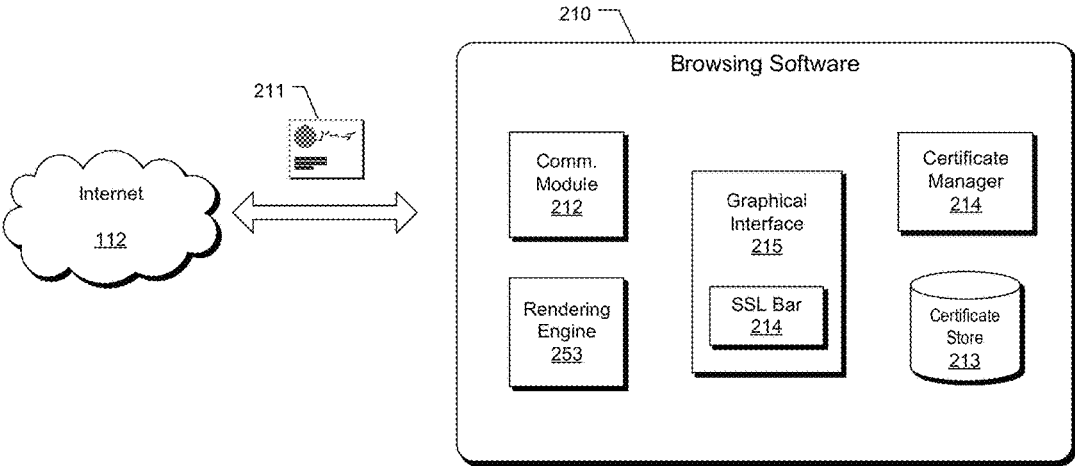 210
Browsing Software
211
Internet
112
Comm.
Module
212
Rendering
Engine
253
Graphical
Interface
215
SSL Bar
214
Certificate
Manager
214
Certificate
Store
213